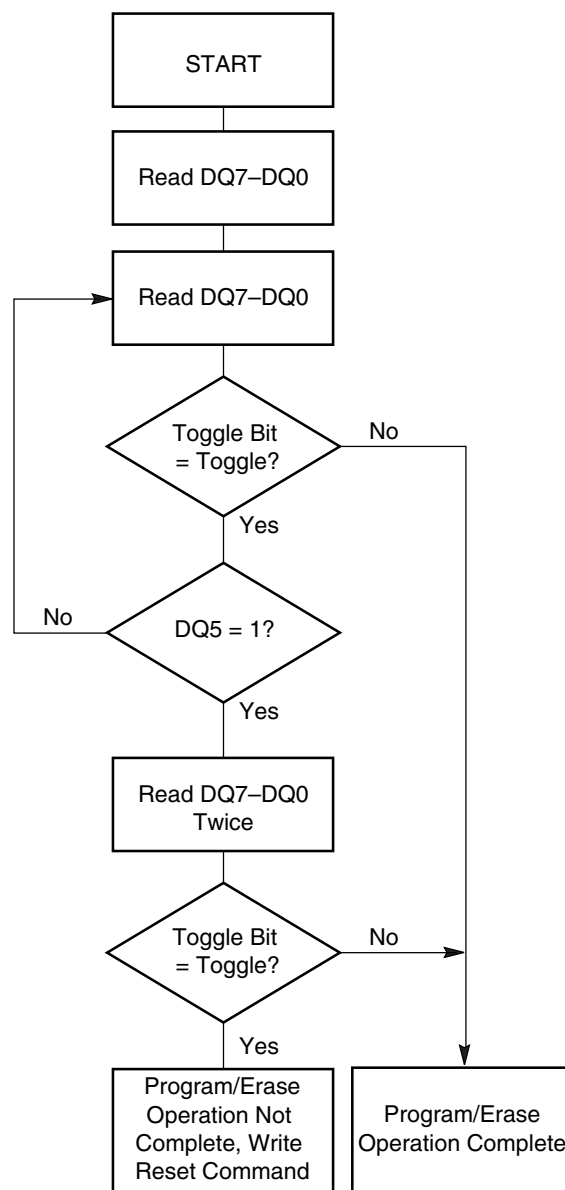 START
Read DQ7–DQ0
Read DQ7–DQ0
Toggle Bit
= Toggle?
No
Yes
No
DQ5 = 1?
Yes
Read DQ7–DQ0
Twice
Toggle Bit
= Toggle?
No
Yes
Program/Erase
Operation Not
Complete, Write
Reset Command
Program/Erase
Operation Complete